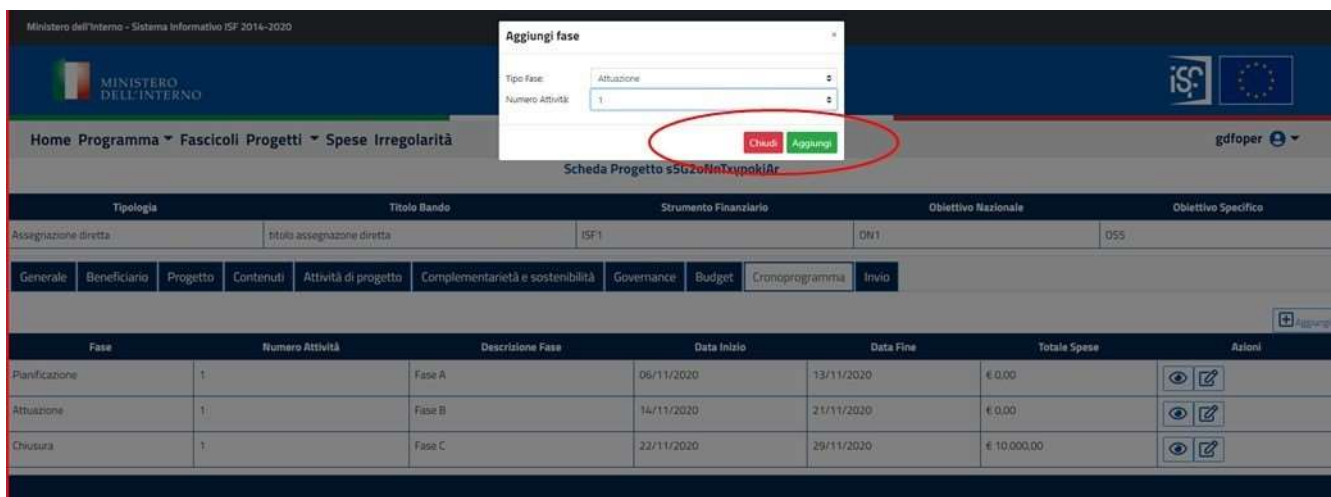 Ministero dell'Interno - Sistema Informativo ISF 2014-2020
Aggiungi fase
×
Tipo Fase: Attuazione
Numero Attività: 1
Chiudi Aggiungi
MINISTERO
DELL'INTERNO
iSF
Home Programma Fascicoli Progetti Spese Irregolarità gdfoper
Scheda Progetto s5G2oNnTxypokjAr
Tipologia Titolo Bando Strumento Finanziario Obiettivo Nazionale Obiettivo Specifico
Assegnazione diretta titolo assegnazone diretta ISF1 ON1 OS5
Generale Beneficiario Progetto Contenuti Attività di progetto Complementarietà e sostenibilità Governance Budget Cronoprogramma Invio
Aggiungi
Fase Numero Attività Descrizione Fase Data Inizio Data Fine Totale Spese Azioni
Pianificazione 1 Fase A 06/11/2020 13/11/2020 € 0,00
Attuazione 1 Fase B 14/11/2020 21/11/2020 € 0,00
Chiusura 1 Fase C 22/11/2020 29/11/2020 € 10.000,00